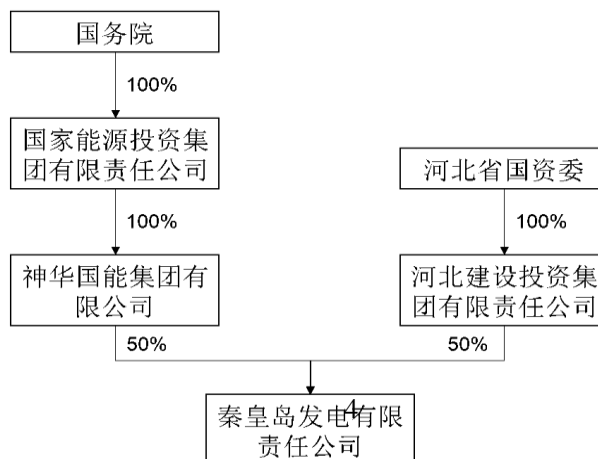 国务院
100%
国家能源投资集
团有限责任公司
河北省国资委
100%
100%
神华国能集团有
限公司
河北建设投资集
团有限责任公司
50%
50%
4
秦皇岛发电有限
责任公司